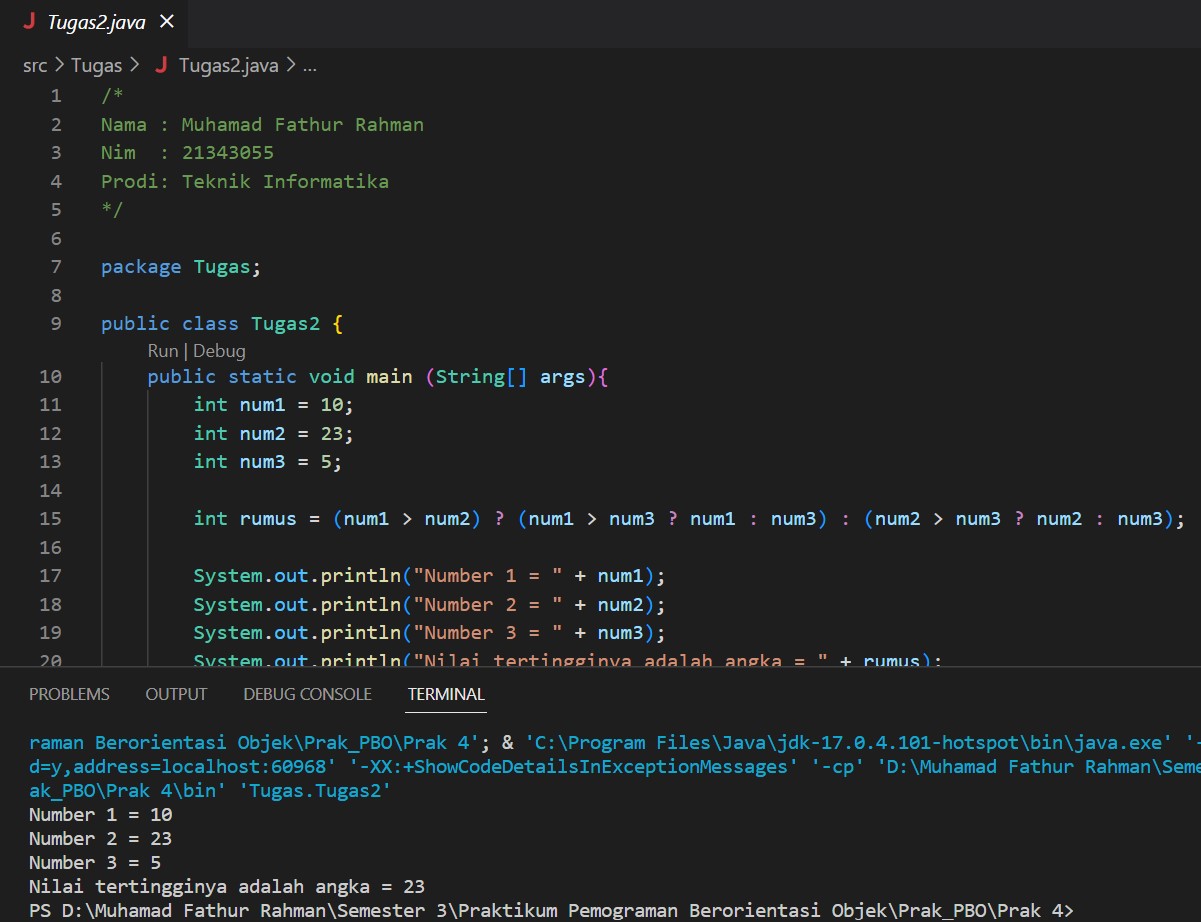 Tugas2.java
src > Tugas > Tugas2.java > ...
1 /*
2 Nama : Muhamad Fathur Rahman
3 Nim  : 21343055
4 Prodi: Teknik Informatika
5 */
6
7 package Tugas;
8
9 public class Tugas2 {
Run | Debug
10     public static void main (String[] args){
11         int num1 = 10;
12         int num2 = 23;
13         int num3 = 5;
14
15         int rumus = (num1 > num2) ? (num1 > num3 ? num1 : num3) : (num2 > num3 ? num2 : num3);
16
17         System.out.println("Number 1 = " + num1);
18         System.out.println("Number 2 = " + num2);
19         System.out.println("Number 3 = " + num3);
20         System.out.println("Nilai tertingginya adalah angka = " + rumus);
PROBLEMS OUTPUT DEBUG CONSOLE TERMINAL
raman Berorientasi Objek\Prak_PBO\Prak 4'; & 'C:\Program Files\Java\jdk-17.0.4.101-hotspot\bin\java.exe' '-
d=y,address=localhost:60968' '-XX:+ShowCodeDetailsInExceptionMessages' '-cp' 'D:\Muhamad Fathur Rahman\Seme
ak_PBO\Prak 4\bin' 'Tugas.Tugas2'
Number 1 = 10
Number 2 = 23
Number 3 = 5
Nilai tertingginya adalah angka = 23
PS D:\Muhamad Fathur Rahman\Semester 3\Praktikum Pemograman Berorientasi Objek\Prak_PBO\Prak 4>